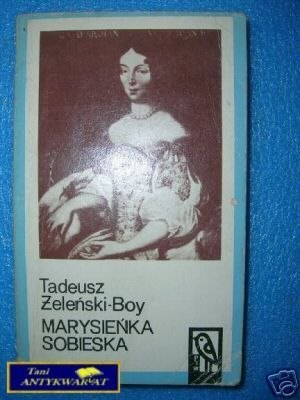 Tadeusz
Żeleński-Boy
MARYSIEŃKA
SOBIESKA
Tani
ANTYKWARIAT